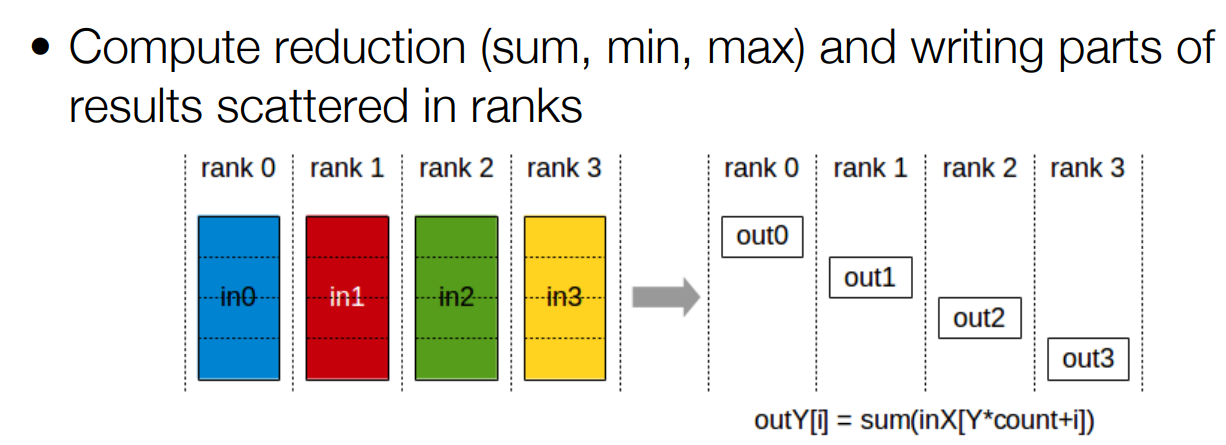 • Compute reduction (sum, min, max) and writing parts of
results scattered in ranks
rank 0 rank 1 rank 2 rank 3 rank 0 rank 1 rank 2 rank 3
in0 in1 in2 in3
out0
out1
out2
out3
outY[i] = sum(inX[Y*count+i])